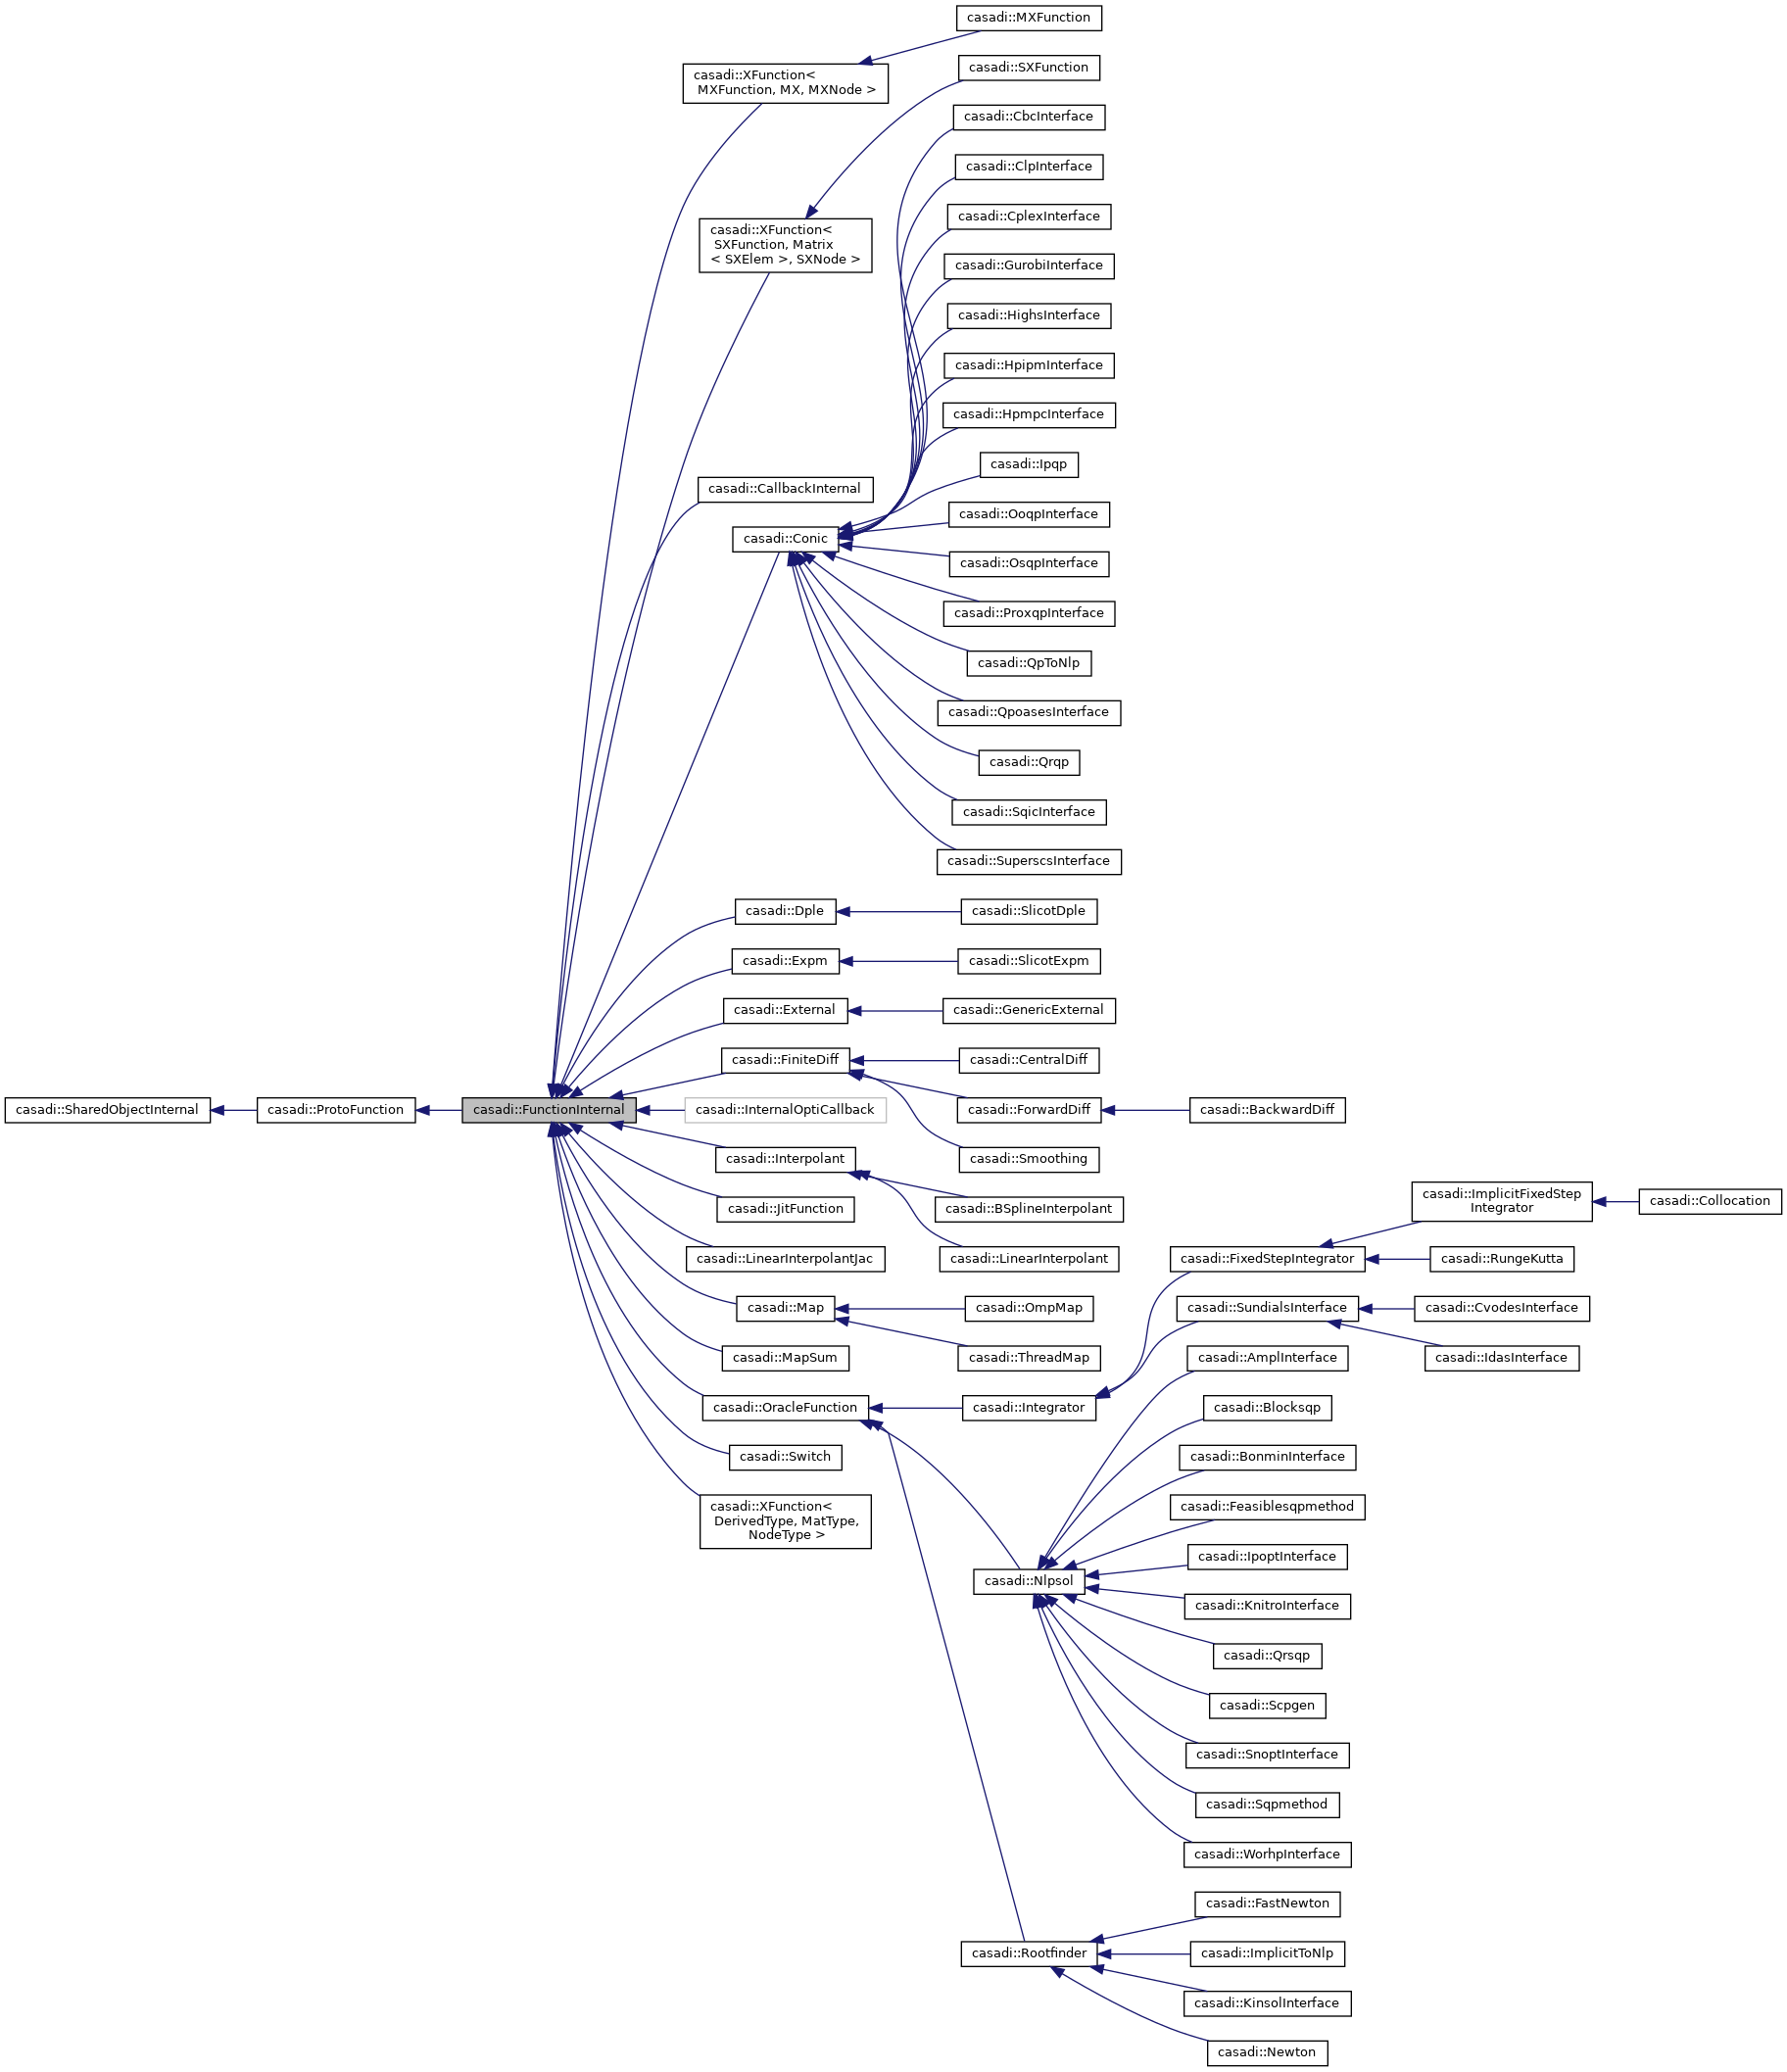 casadi::MXFunction
casadi::XFunction<
MXFunction, MX, MXNode >
casadi::SXFunction
casadi::CbcInterface
casadi::ClpInterface
casadi::CplexInterface
casadi::XFunction<
SXFunction, Matrix
< SXElem >, SXNode >
casadi::GurobiInterface
casadi::HighsInterface
casadi::HpipmInterface
casadi::HpmpcInterface
casadi::Ipqp
casadi::CallbackInternal
casadi::OoqpInterface
casadi::Conic
casadi::OsqpInterface
casadi::ProxqpInterface
casadi::QpToNlp
casadi::QpoasesInterface
casadi::Qrqp
casadi::SqicInterface
casadi::SuperscsInterface
casadi::Dple
casadi::SlicotDple
casadi::Expm
casadi::SlicotExpm
casadi::External
casadi::GenericExternal
casadi::FiniteDiff
casadi::CentralDiff
casadi::SharedObjectInternal
casadi::ProtoFunction
casadi::FunctionInternal
casadi::InternalOptiCallback
casadi::ForwardDiff
casadi::BackwardDiff
casadi::Interpolant
casadi::Smoothing
casadi::JitFunction
casadi::BSplineInterpolant
casadi::ImplicitFixedStep
Integrator
casadi::Collocation
casadi::LinearInterpolantJac
casadi::LinearInterpolant
casadi::FixedStepIntegrator
casadi::RungeKutta
casadi::Map
casadi::OmpMap
casadi::SundialsInterface
casadi::CvodesInterface
casadi::MapSum
casadi::ThreadMap
casadi::AmplInterface
casadi::IdasInterface
casadi::OracleFunction
casadi::Integrator
casadi::Blocksqp
casadi::Switch
casadi::BonminInterface
casadi::XFunction<
DerivedType, MatType,
NodeType >
casadi::Feasiblesqpmethod
casadi::IpoptInterface
casadi::Nlpsol
casadi::KnitroInterface
casadi::Qrsqp
casadi::Scpgen
casadi::SnoptInterface
casadi::Sqpmethod
casadi::WorhpInterface
casadi::FastNewton
casadi::Rootfinder
casadi::ImplicitToNlp
casadi::KinsolInterface
casadi::Newton